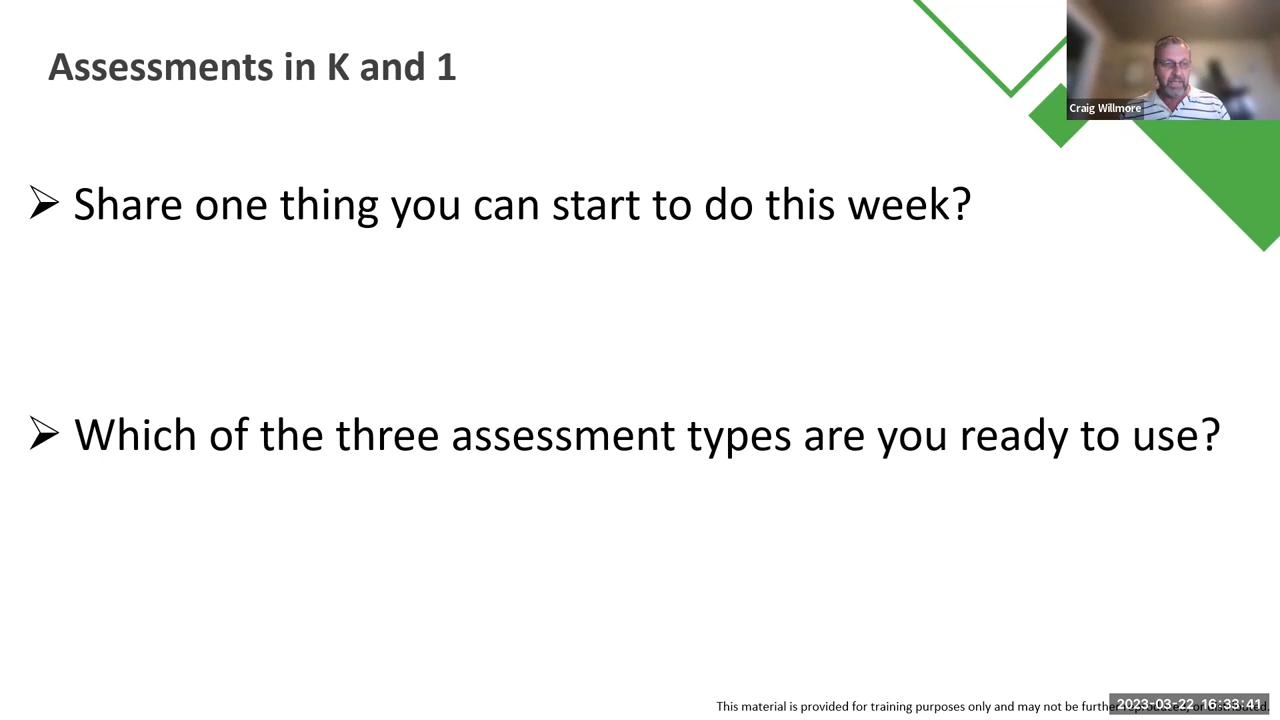 Assessments in K and 1
Craig Willmore
➢ Share one thing you can start to do this week?
➢ Which of the three assessment types are you ready to use?
This material is provided for training purposes only and may not be further
2023-03-22 16:33:41